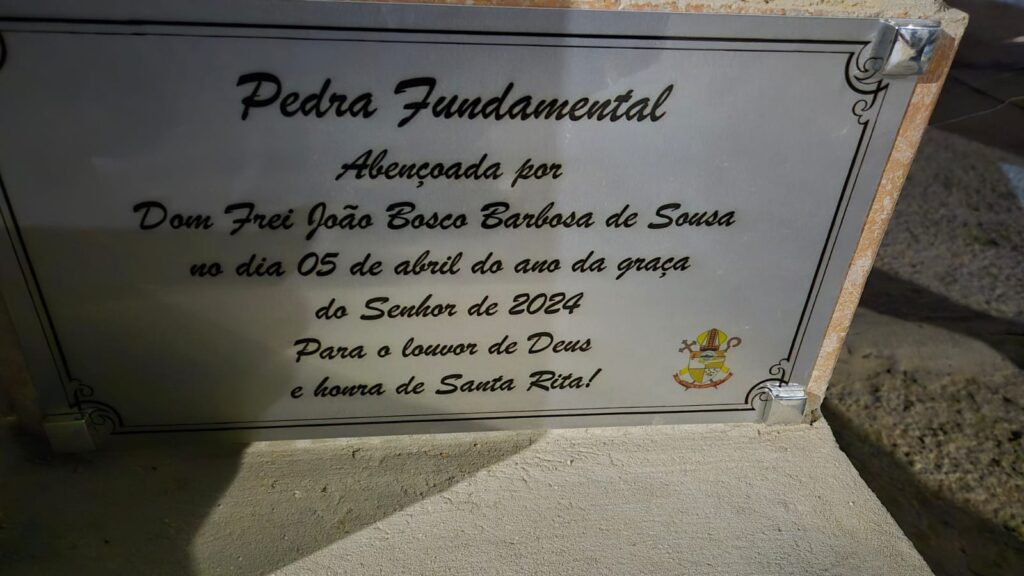 Pedra Fundamental
Abençoada por
Dom Frei João Bosco Barbosa de Sousa
no dia 05 de abril do ano da graça
do Senhor de 2024
Para o louvor de Deus
e honra de Santa Rita!